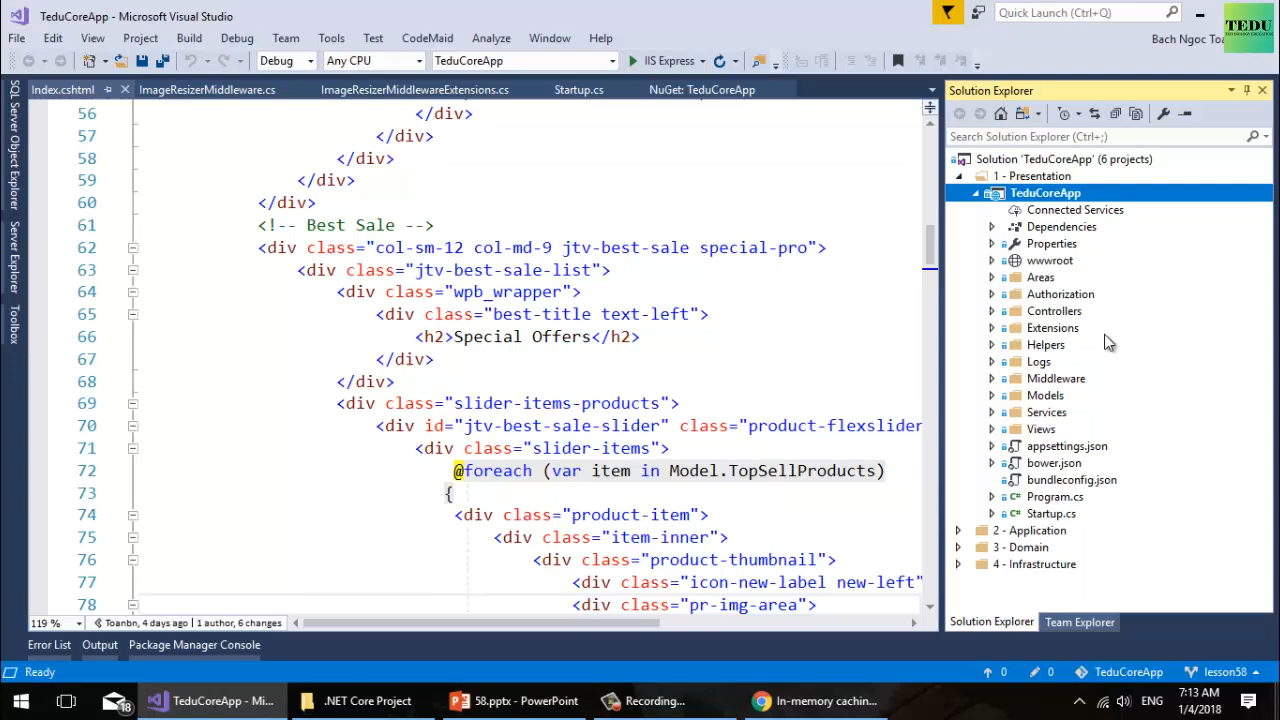 TeduCoreApp - Microsoft Visual Studio
Quick Launch (Ctrl+Q)
TEDU
File Edit View Project Build Debug Team Tools Test CodeMaid Analyze Window Help
Bach Ngoc Toa
Debug Any CPU TeduCoreApp IIS Express
Index.cshtml ImageResizerMiddleware.cs ImageResizerMiddlewareExtensions.cs Startup.cs NuGet: TeduCoreApp
SQL Server Object Explorer
Server Explorer
Toolbox
56 </div>
57 </div>
58 </div>
59 </div>
60 </div>
61 <!-- Best Sale -->
62 <div class="col-sm-12 col-md-9 jtv-best-sale special-pro">
63 <div class="jtv-best-sale-list">
64 <div class="wpb_wrapper">
65 <div class="best-title text-left">
66 <h2>Special Offers</h2>
67 </div>
68 </div>
69 <div class="slider-items-products">
70 <div id="jtv-best-sale-slider" class="product-flexslider
71 <div class="slider-items">
72 @foreach (var item in Model.TopSellProducts)
73 {
74 <div class="product-item">
75 <div class="item-inner">
76 <div class="product-thumbnail">
77 <div class="icon-new-label new-left"
78 <div class="pr-img-area">
119 % Toanbn, 4 days ago | 1 author, 6 changes
Solution Explorer
Search Solution Explorer (Ctrl+;)
Solution 'TeduCoreApp' (6 projects)
1 - Presentation
TeduCoreApp
Connected Services
Dependencies
Properties
wwwroot
Areas
Authorization
Controllers
Extensions
Helpers
Logs
Middleware
Models
Services
Views
appsettings.json
bower.json
bundleconfig.json
C# Program.cs
C# Startup.cs
2 - Application
3 - Domain
4 - Infrastructure
Solution Explorer Team Explorer
Error List Output Package Manager Console
Ready 0 0 TeduCoreApp lesson58
18 TeduCoreApp - Mi... .NET Core Project 58.pptx - PowerPoint Recording... In-memory cachin... ENG 7:13 AM
1/4/2018